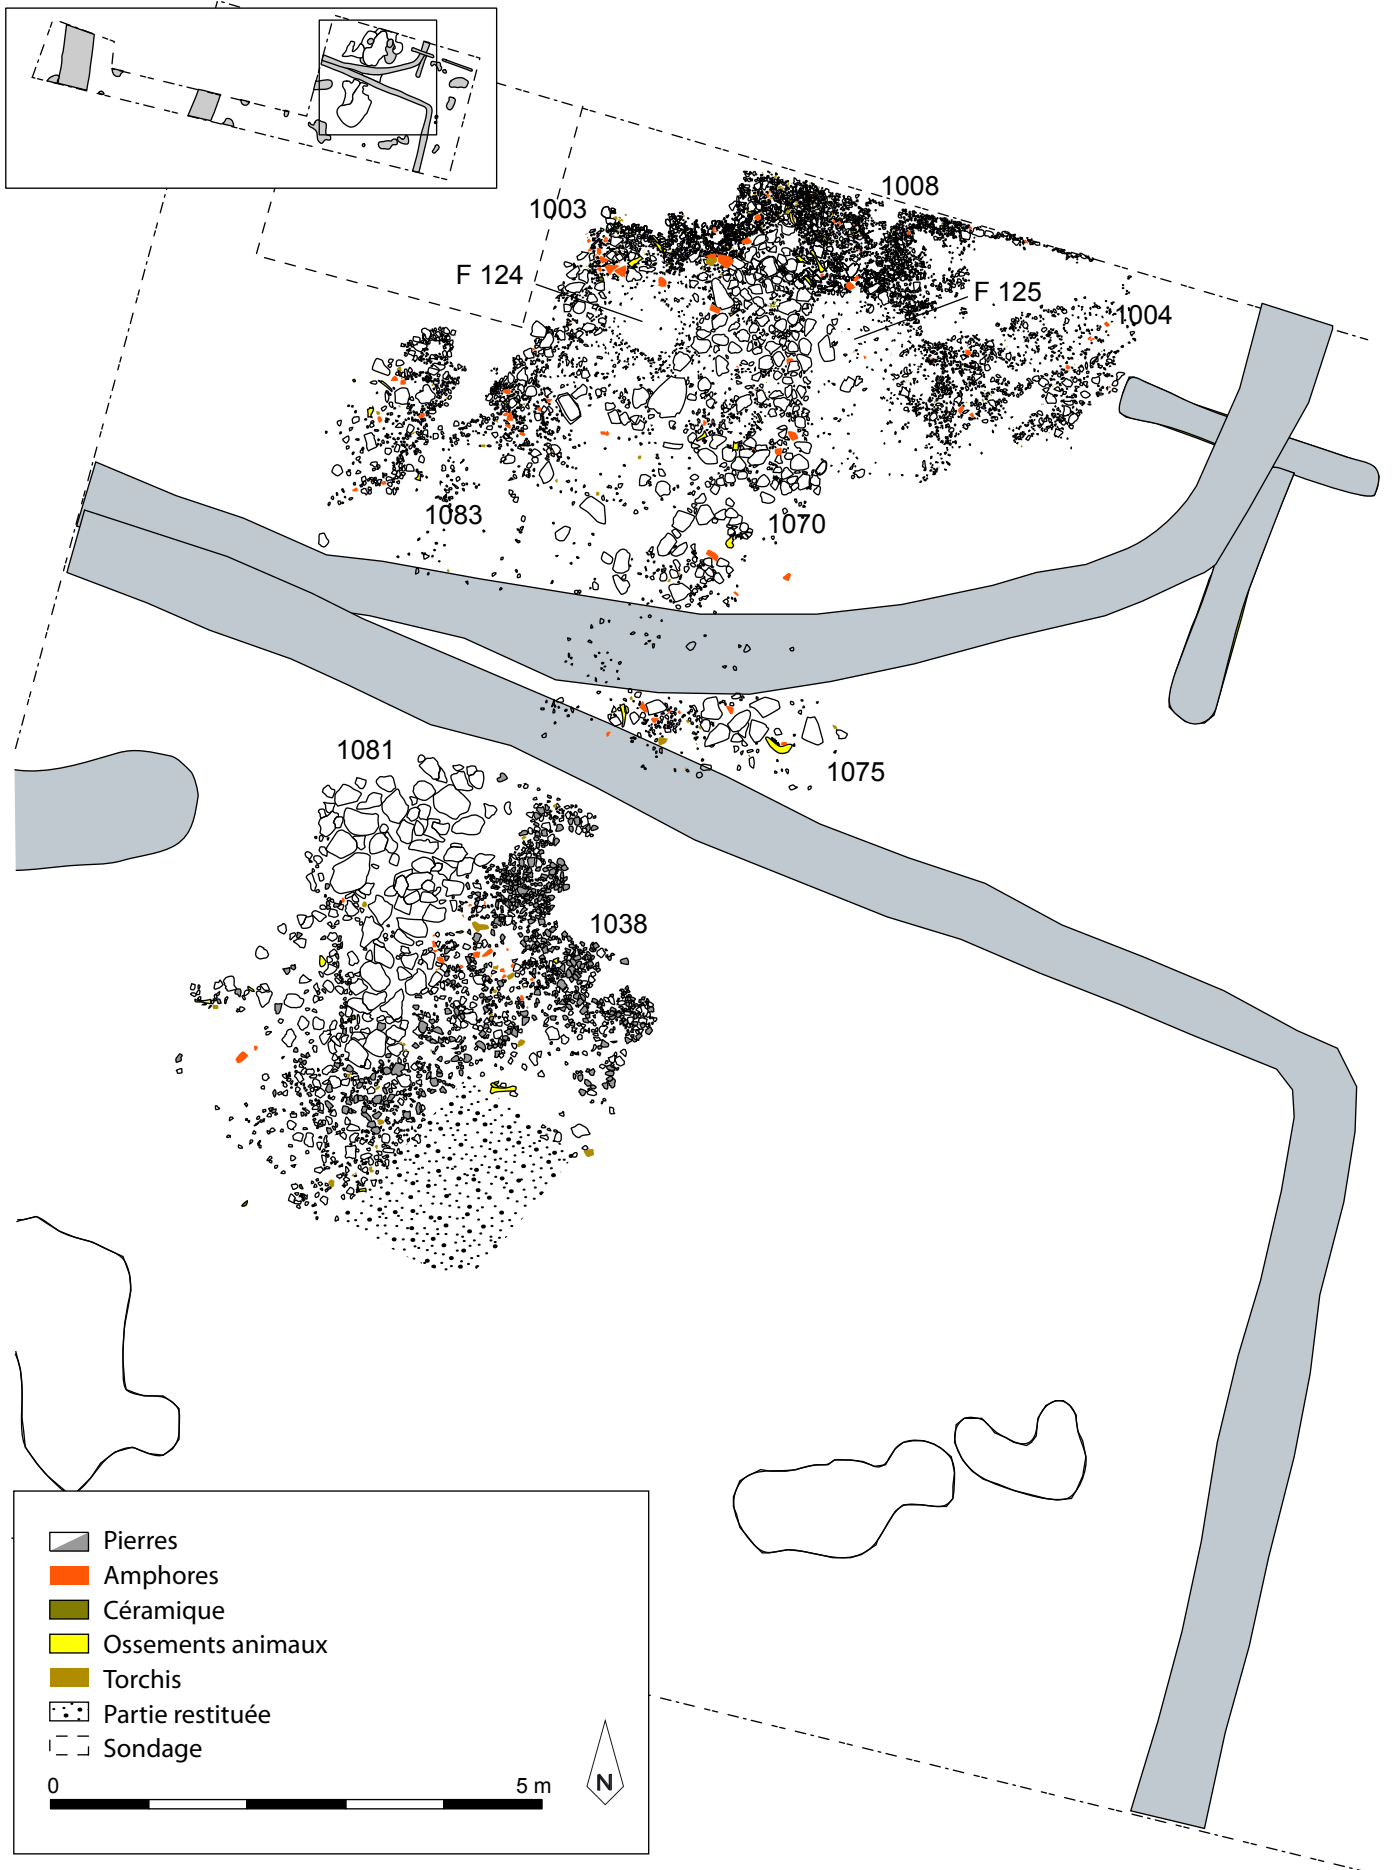 1008
1003
F 124
F 125
1004
1083
1070
1081
1075
1038
Pierres
Amphores
Céramique
Ossements animaux
Torchis
Partie restituée
Sondage
0 5 m
N